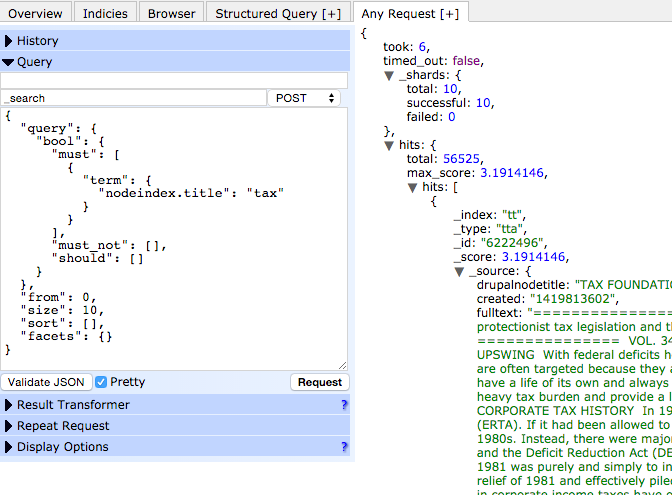 Overview Indicies Browser Structured Query [+] Any Request [+]
History
Query
_search POST
{
"query": {
"bool": {
"must": [
{
"term": {
"nodeindex.title": "tax"
}
}
],
"must_not": [],
"should": []
}
},
"from": 0,
"size": 10,
"sort": [],
"facets": {}
}
Validate JSON Pretty Request
Result Transformer ?
Repeat Request
Display Options ?
{
took: 6,
timed_out: false,
_shards: {
total: 10,
successful: 10,
failed: 0
},
hits: {
total: 56525,
max_score: 3.1914146,
hits: [
{
_index: "tt",
_type: "tta",
_id: "6222496",
_score: 3.1914146,
_source: {
drupalnodetitle: "TAX FOUNDATI
created: "1419813602",
fulltext: "================
protectionist tax legislation and th
=============== VOL. 34
UPSWING With federal deficits h
are often targeted because they a
have a life of its own and always
heavy tax burden and provide a l
CORPORATE TAX HISTORY In 19
(ERTA). If it had been allowed to
1980s. Instead, there were major
and the Deficit Reduction Act (DE
1981 was purely and simply to in
relief of 1981 and effectively piled